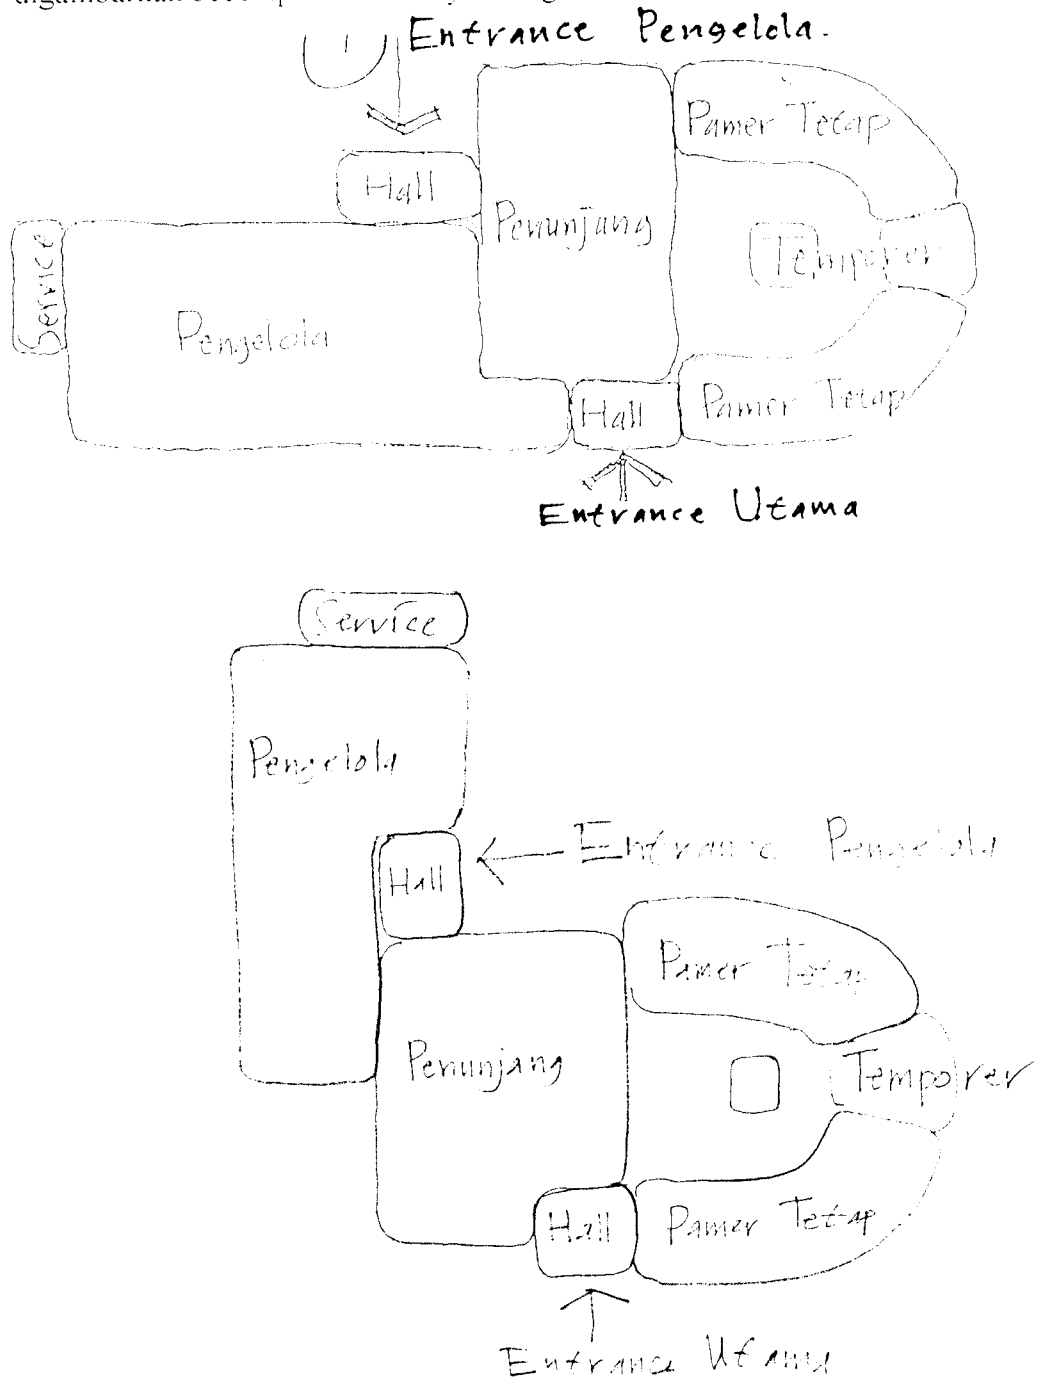 Entrance Pengelola.
1
Pamer Tetap
Hall
Penunjang
Service
Temporer
Pengelola
Hall
Pamer Tetap
Entrance Utama
Service
Pengelola
Entrance Pengelola
Hall
Pamer Tetap
Penunjang
Temporer
Hall
Pamer Tetap
Entrance Utama